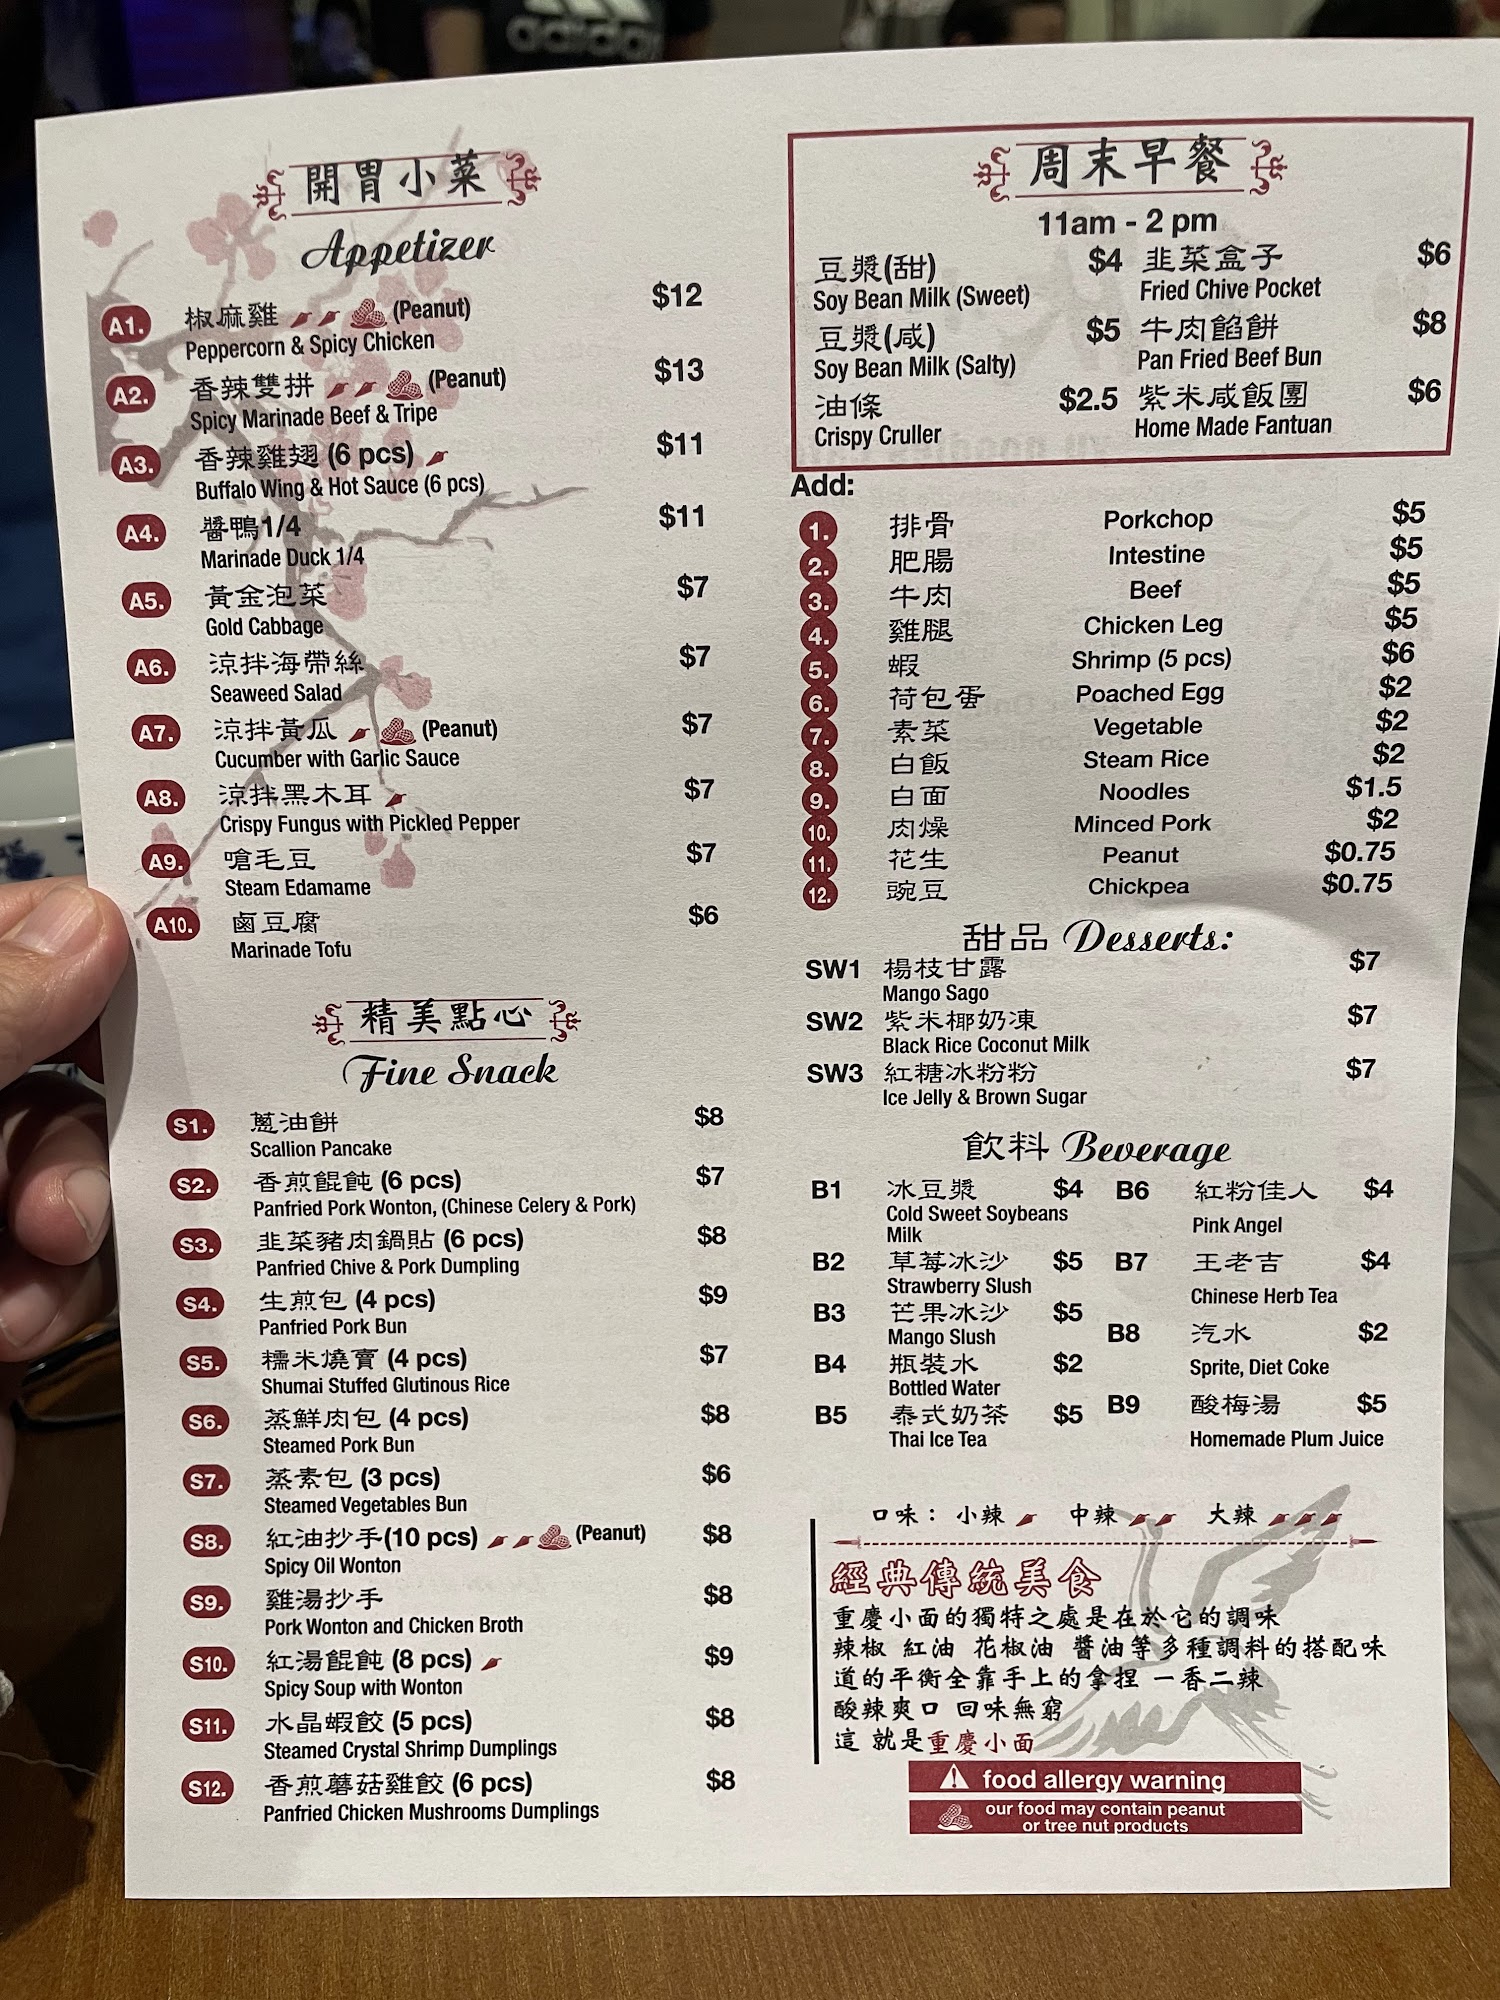 adidas
開胃小菜
Appetizer
A1. 椒麻雞 (Peanut) $12
Peppercorn & Spicy Chicken
A2. 香辣雙拼 (Peanut) $13
Spicy Marinade Beef & Tripe
A3. 香辣雞翅 (6 pcs) $11
Buffalo Wing & Hot Sauce (6 pcs)
A4. 醬鴨1/4 $11
Marinade Duck 1/4
A5. 黃金泡菜 $7
Gold Cabbage
A6. 涼拌海帶絲 $7
Seaweed Salad
A7. 涼拌黃瓜 (Peanut) $7
Cucumber with Garlic Sauce
A8. 涼拌黑木耳 $7
Crispy Fungus with Pickled Pepper
A9. 嗆毛豆 $7
Steam Edamame
A10. 鹵豆腐 $6
Marinade Tofu
精美點心
Fine Snack
S1. 蔥油餅 $8
Scallion Pancake
S2. 香煎餛飩 (6 pcs) $7
Panfried Pork Wonton, (Chinese Celery & Pork)
S3. 韭菜豬肉鍋貼 (6 pcs) $8
Panfried Chive & Pork Dumpling
S4. 生煎包 (4 pcs) $9
Panfried Pork Bun
S5. 糯米燒賣 (4 pcs) $7
Shumai Stuffed Glutinous Rice
S6. 蒸鮮肉包 (4 pcs) $8
Steamed Pork Bun
S7. 蒸素包 (3 pcs) $6
Steamed Vegetables Bun
S8. 紅油抄手(10 pcs) (Peanut) $8
Spicy Oil Wonton
S9. 雞湯抄手 $8
Pork Wonton and Chicken Broth
S10. 紅湯餛飩 (8 pcs) $9
Spicy Soup with Wonton
S11. 水晶蝦餃 (5 pcs) $8
Steamed Crystal Shrimp Dumplings
S12. 香煎蘑菇雞餃 (6 pcs) $8
Panfried Chicken Mushrooms Dumplings
周末早餐
11am - 2 pm
豆漿(甜) $4 韭菜盒子 $6
Soy Bean Milk (Sweet) Fried Chive Pocket
豆漿(咸) $5 牛肉餡餅 $8
Soy Bean Milk (Salty) Pan Fried Beef Bun
油條 $2.5 紫米咸飯團 $6
Crispy Cruller Home Made Fantuan
Add:
1. 排骨 Porkchop $5
2. 肥腸 Intestine $5
3. 牛肉 Beef $5
4. 雞腿 Chicken Leg $5
5. 蝦 Shrimp (5 pcs) $6
6. 荷包蛋 Poached Egg $2
7. 素菜 Vegetable $2
8. 白飯 Steam Rice $2
9. 白面 Noodles $1.5
10. 肉燥 Minced Pork $2
11. 花生 Peanut $0.75
12. 豌豆 Chickpea $0.75
甜品 Desserts:
SW1 楊枝甘露 $7
Mango Sago
SW2 紫米椰奶凍 $7
Black Rice Coconut Milk
SW3 紅糖冰粉粉 $7
Ice Jelly & Brown Sugar
飲料 Beverage
B1 冰豆漿 $4 B6 紅粉佳人 $4
Cold Sweet Soybeans
Milk
Pink Angel
B2 草莓冰沙 $5 B7 王老吉 $4
Strawberry Slush Chinese Herb Tea
B3 芒果冰沙 $5 B8 汽水 $2
Mango Slush Sprite, Diet Coke
B4 瓶裝水 $2
Bottled Water
B5 泰式奶茶 $5 B9 酸梅湯 $5
Thai Ice Tea Homemade Plum Juice
口味： 小辣 中辣 大辣
經典傳統美食
重慶小面的獨特之處是在於它的調味
辣椒 紅油 花椒油 醬油等多種調料的搭配味
道的平衡全靠手上的拿捏 一香二辣
酸辣爽口 回味無窮
這 就是重慶小面
food allergy warning
our food may contain peanut
or tree nut products